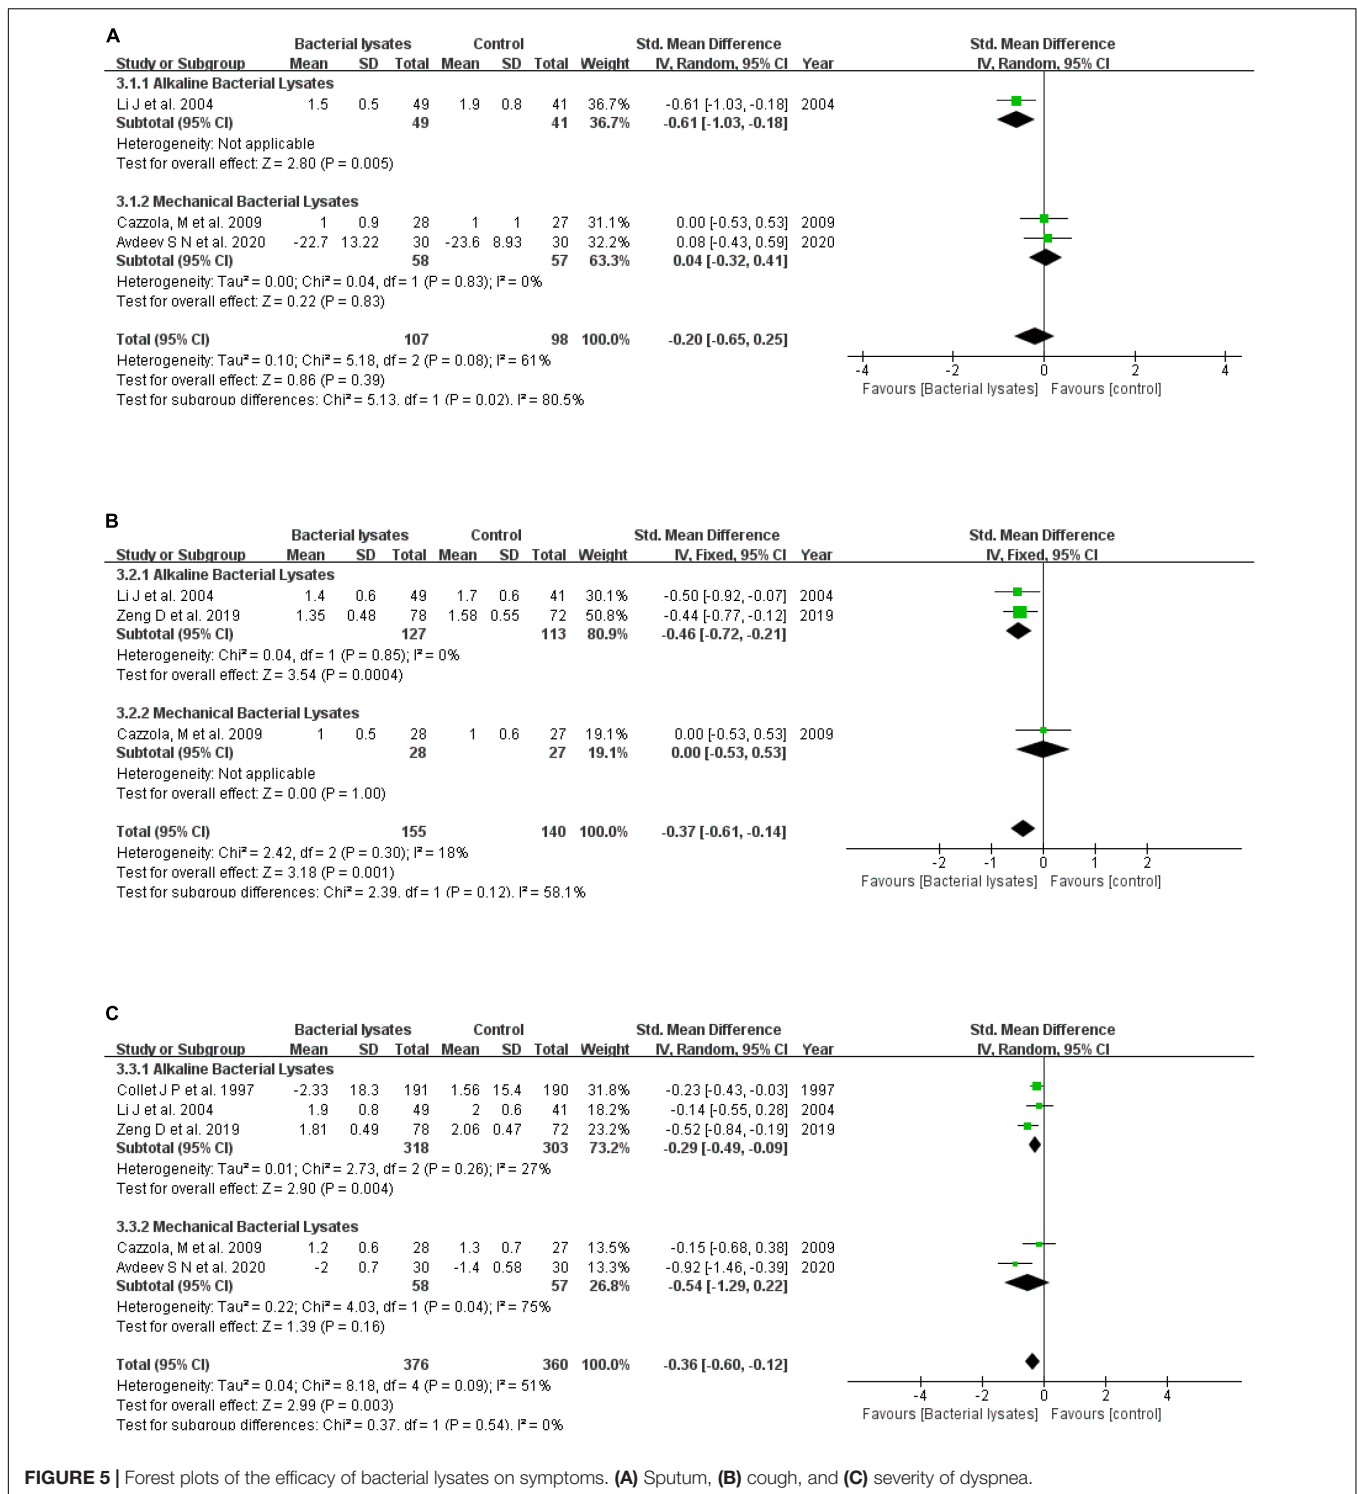 A
Bacterial lysates Control Std. Mean Difference Std. Mean Difference
Study or Subgroup Mean SD Total Mean SD Total Weight IV, Random, 95% CI Year IV, Random, 95% CI
3.1.1 Alkaline Bacterial Lysates
Li J et al. 2004 1.5 0.5 49 1.9 0.8 41 36.7% -0.61 [-1.03, -0.18] 2004
Subtotal (95% CI) 49 41 36.7% -0.61 [-1.03, -0.18]
Heterogeneity: Not applicable
Test for overall effect: Z = 2.80 (P = 0.005)
3.1.2 Mechanical Bacterial Lysates
Cazzola, M et al. 2009 1 0.9 28 1 1 27 31.1% 0.00 [-0.53, 0.53] 2009
Avdeev S N et al. 2020 -22.7 13.22 30 -23.6 8.93 30 32.2% 0.08 [-0.43, 0.59] 2020
Subtotal (95% CI) 58 57 63.3% 0.04 [-0.32, 0.41]
Heterogeneity: Tau² = 0.00; Chi² = 0.04, df = 1 (P = 0.83); I² = 0%
Test for overall effect: Z = 0.22 (P = 0.83)
Total (95% CI) 107 98 100.0% -0.20 [-0.65, 0.25]
Heterogeneity: Tau² = 0.10; Chi² = 5.18, df = 2 (P = 0.08); I² = 61%
Test for overall effect: Z = 0.86 (P = 0.39)
Test for subgroup differences: Chi² = 5.13, df = 1 (P = 0.02), I² = 80.5%
-4 -2 0 2 4
Favours [Bacterial lysates] Favours [control]
B
Bacterial lysates Control Std. Mean Difference Std. Mean Difference
Study or Subgroup Mean SD Total Mean SD Total Weight IV, Fixed, 95% CI Year IV, Fixed, 95% CI
3.2.1 Alkaline Bacterial Lysates
Li J et al. 2004 1.4 0.6 49 1.7 0.6 41 30.1% -0.50 [-0.92, -0.07] 2004
Zeng D et al. 2019 1.35 0.48 78 1.58 0.55 72 50.8% -0.44 [-0.77, -0.12] 2019
Subtotal (95% CI) 127 113 80.9% -0.46 [-0.72, -0.21]
Heterogeneity: Chi² = 0.04, df = 1 (P = 0.85); I² = 0%
Test for overall effect: Z = 3.54 (P = 0.0004)
3.2.2 Mechanical Bacterial Lysates
Cazzola, M et al. 2009 1 0.5 28 1 0.6 27 19.1% 0.00 [-0.53, 0.53] 2009
Subtotal (95% CI) 28 27 19.1% 0.00 [-0.53, 0.53]
Heterogeneity: Not applicable
Test for overall effect: Z = 0.00 (P = 1.00)
Total (95% CI) 155 140 100.0% -0.37 [-0.61, -0.14]
Heterogeneity: Chi² = 2.42, df = 2 (P = 0.30); I² = 18%
Test for overall effect: Z = 3.18 (P = 0.001)
Test for subgroup differences: Chi² = 2.39, df = 1 (P = 0.12), I² = 58.1%
-2 -1 0 1 2
Favours [Bacterial lysates] Favours [control]
C
Bacterial lysates Control Std. Mean Difference Std. Mean Difference
Study or Subgroup Mean SD Total Mean SD Total Weight IV, Random, 95% CI Year IV, Random, 95% CI
3.3.1 Alkaline Bacterial Lysates
Collet J P et al. 1997 -2.33 18.3 191 1.56 15.4 190 31.8% -0.23 [-0.43, -0.03] 1997
Li J et al. 2004 1.9 0.8 49 2 0.6 41 18.2% -0.14 [-0.55, 0.28] 2004
Zeng D et al. 2019 1.81 0.49 78 2.06 0.47 72 23.2% -0.52 [-0.84, -0.19] 2019
Subtotal (95% CI) 318 303 73.2% -0.29 [-0.49, -0.09]
Heterogeneity: Tau² = 0.01; Chi² = 2.73, df = 2 (P = 0.26); I² = 27%
Test for overall effect: Z = 2.90 (P = 0.004)
3.3.2 Mechanical Bacterial Lysates
Cazzola, M et al. 2009 1.2 0.6 28 1.3 0.7 27 13.5% -0.15 [-0.68, 0.38] 2009
Avdeev S N et al. 2020 -2 0.7 30 -1.4 0.58 30 13.3% -0.92 [-1.46, -0.39] 2020
Subtotal (95% CI) 58 57 26.8% -0.54 [-1.29, 0.22]
Heterogeneity: Tau² = 0.22; Chi² = 4.03, df = 1 (P = 0.04); I² = 75%
Test for overall effect: Z = 1.39 (P = 0.16)
Total (95% CI) 376 360 100.0% -0.36 [-0.60, -0.12]
Heterogeneity: Tau² = 0.04; Chi² = 8.18, df = 4 (P = 0.09); I² = 51%
Test for overall effect: Z = 2.99 (P = 0.003)
Test for subgroup differences: Chi² = 0.37, df = 1 (P = 0.54), I² = 0%
-4 -2 0 2 4
Favours [Bacterial lysates] Favours [control]
FIGURE 5 | Forest plots of the efficacy of bacterial lysates on symptoms. (A) Sputum, (B) cough, and (C) severity of dyspnea.